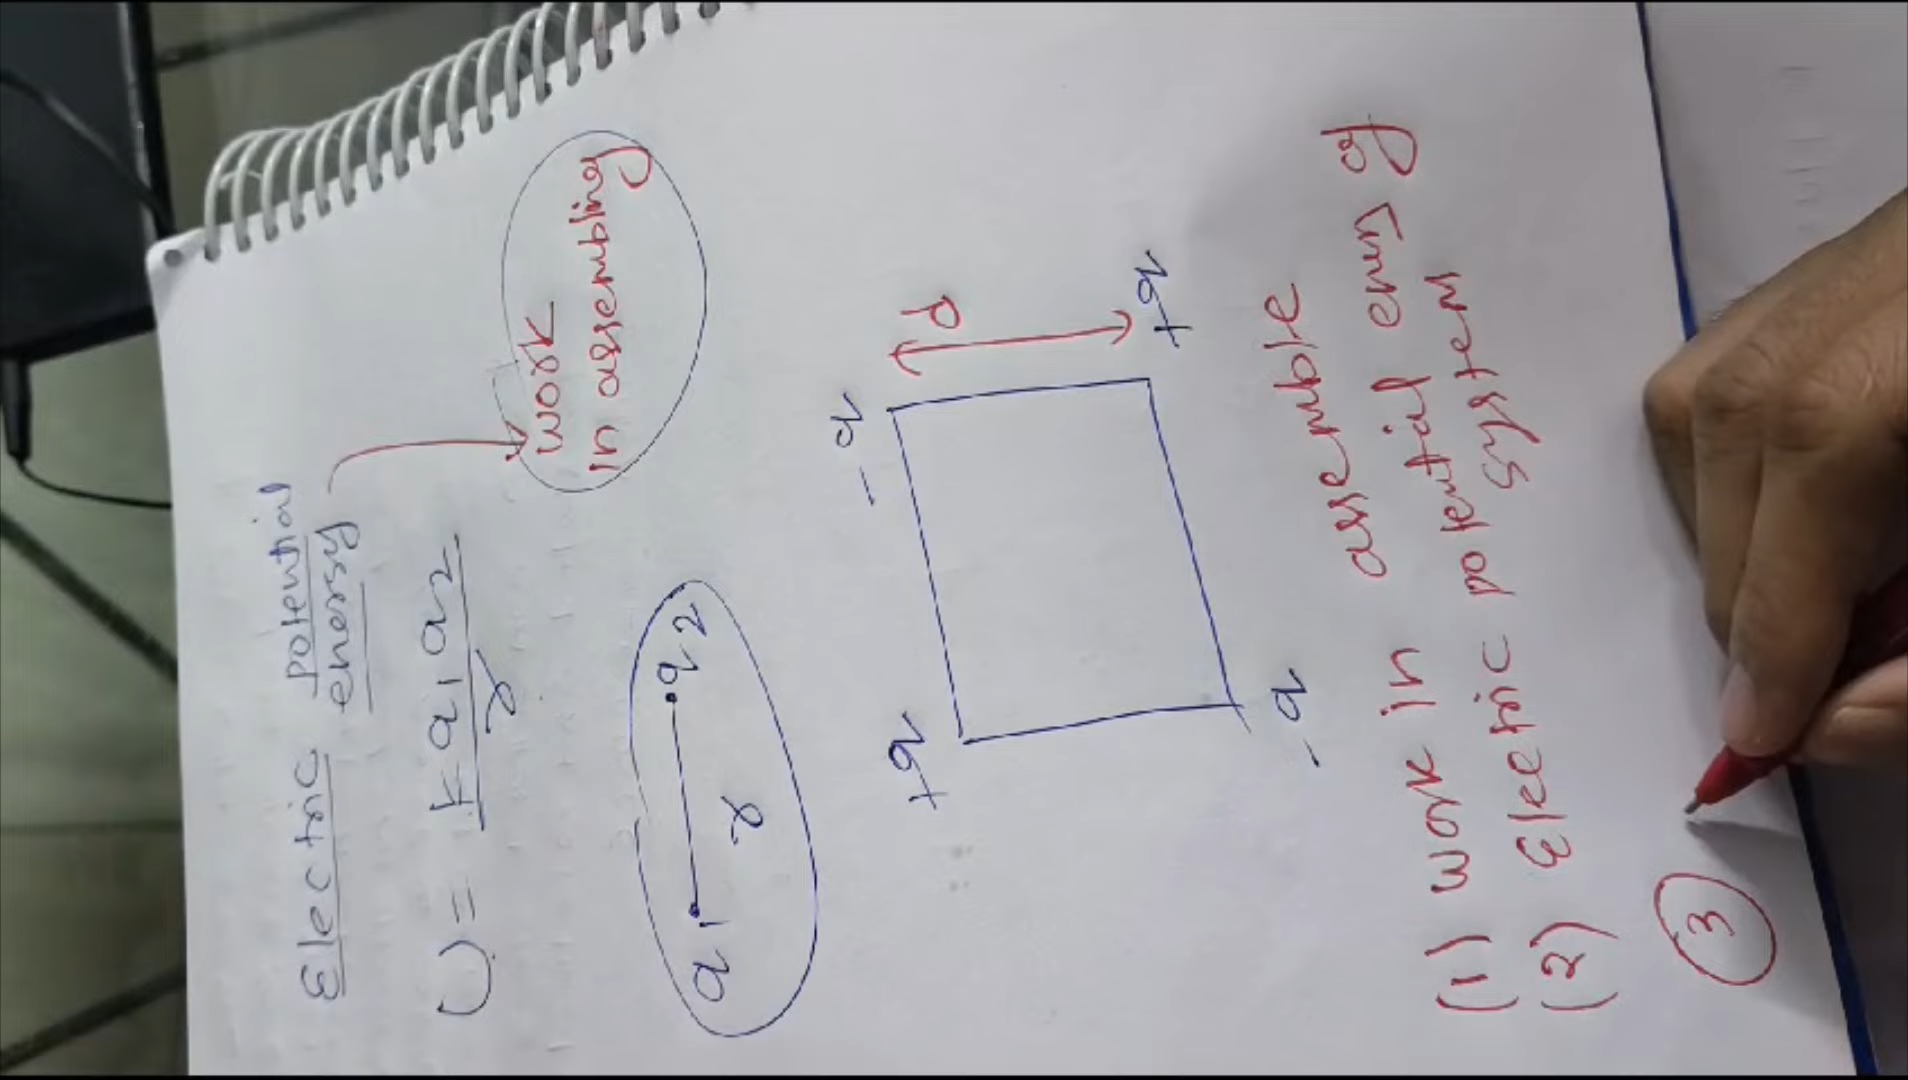 Electric potential
energy
U = Kq1q2
r
work
in assembling
q1 q2
r
+q -q
d
-q +q
(1) work in assemble
(2) Electric potential energy of
system
3